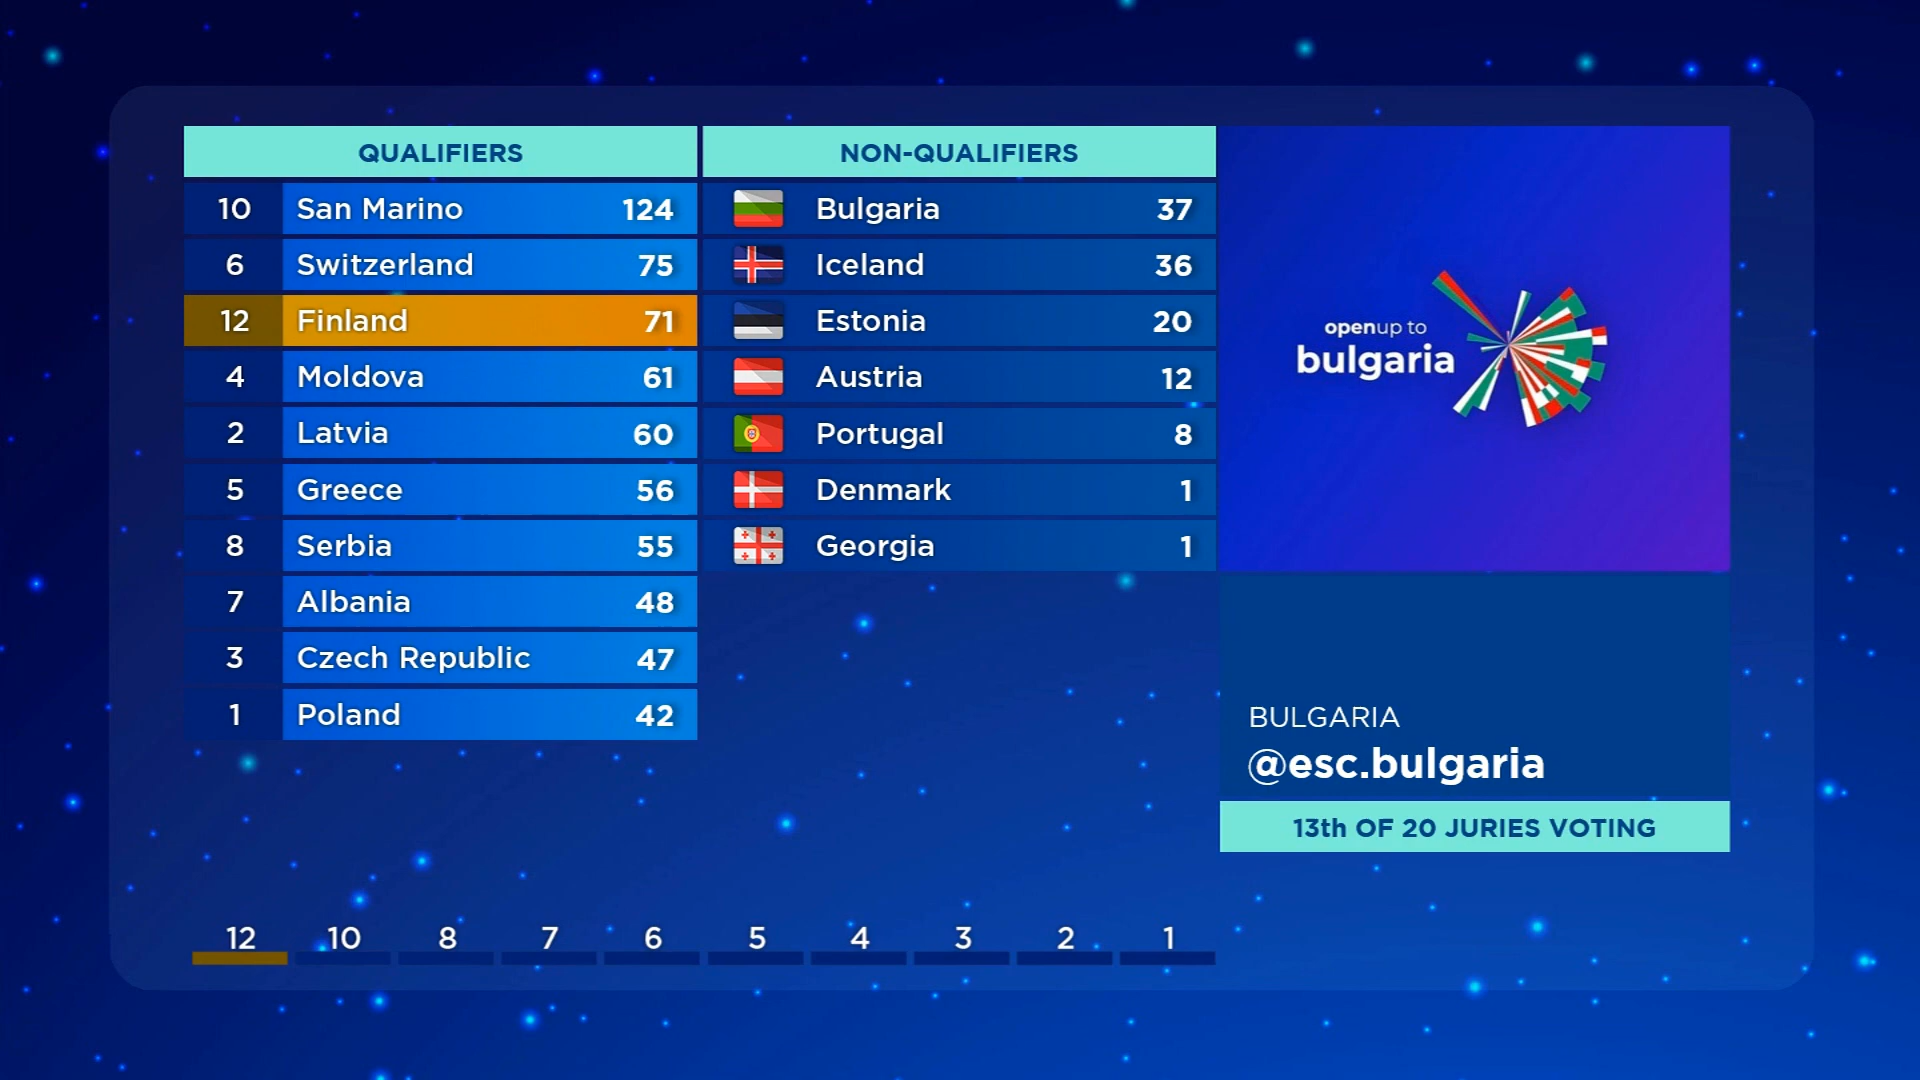 QUALIFIERS
10 San Marino 124
6 Switzerland 75
12 Finland 71
4 Moldova 61
2 Latvia 60
5 Greece 56
8 Serbia 55
7 Albania 48
3 Czech Republic 47
1 Poland 42
NON-QUALIFIERS
Bulgaria 37
Iceland 36
Estonia 20
Austria 12
Portugal 8
Denmark 1
Georgia 1
openup to
bulgaria
BULGARIA
@esc.bulgaria
13th OF 20 JURIES VOTING
12 10 8 7 6 5 4 3 2 1